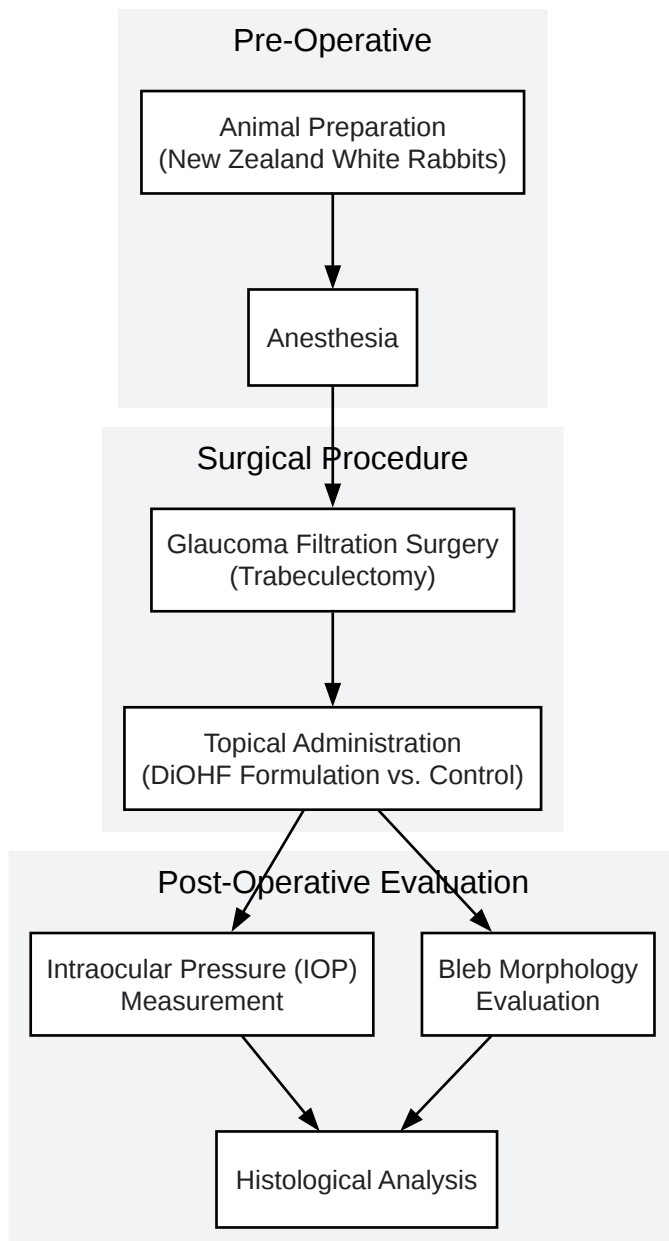 Pre-Operative
Animal Preparation
(New Zealand White Rabbits)
Anesthesia
Surgical Procedure
Glaucoma Filtration Surgery
(Trabeculectomy)
Topical Administration
(DiOHF Formulation vs. Control)
Post-Operative Evaluation
Intraocular Pressure (IOP)
Measurement
Bleb Morphology
Evaluation
Histological Analysis